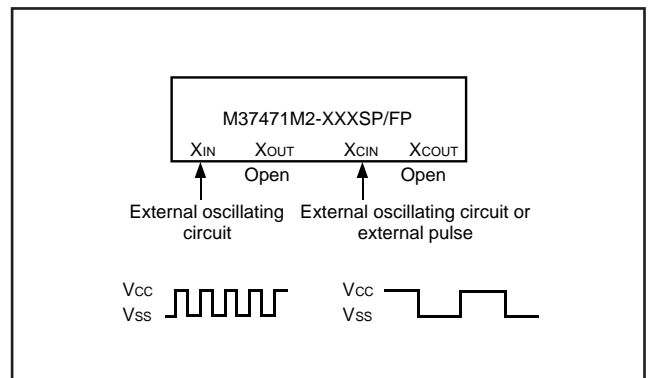 M37471M2-XXXSP/FP
XIN XOUT XCIN XCOUT
Open Open
External oscillating circuit
External oscillating circuit or external pulse
VCC
VSS
VCC
VSS